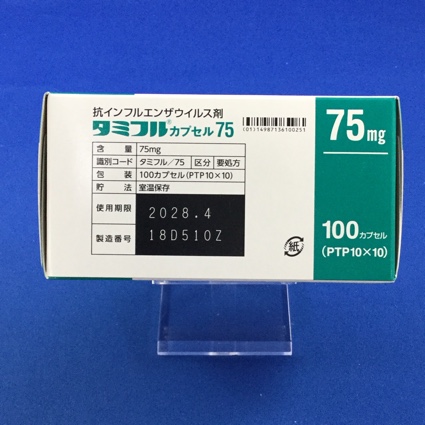 抗インフルエンザウイルス剤
タミフル®カプセル75
(01)14987136100251
含 量 75mg
識別コード タミフル/75 区分 要処方
包 装 100カプセル(PTP10×10)
貯 法 室温保存
使用期限 2028.4
製造番号 18D510Z
紙
75mg
100カプセル
(PTP10×10)